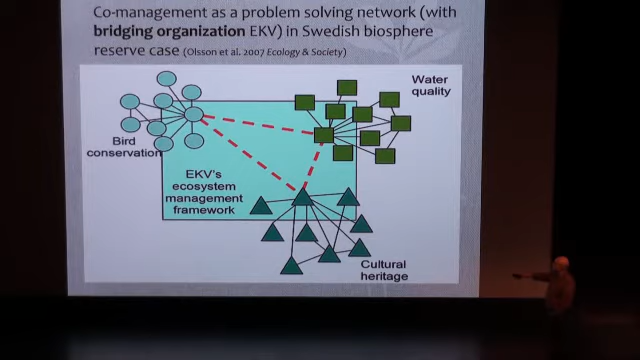 Co-management as a problem solving network (with
bridging organization EKV) in Swedish biosphere
reserve case (Olsson et al. 2007 Ecology & Society)
Water
quality
Bird
conservation
EKV's
ecosystem
management
framework
Cultural
heritage